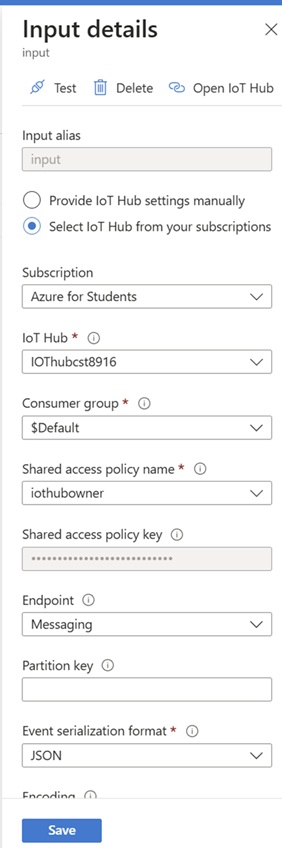 Input details
input
Test Delete Open IoT Hub
Input alias
input
Provide IoT Hub settings manually
Select IoT Hub from your subscriptions
Subscription
Azure for Students
IoT Hub *
IOThubcst8916
Consumer group *
$Default
Shared access policy name *
iothubowner
Shared access policy key
••••••••••••••••••••••••••••
Endpoint
Messaging
Partition key
Event serialization format *
JSON
Encoding
Save